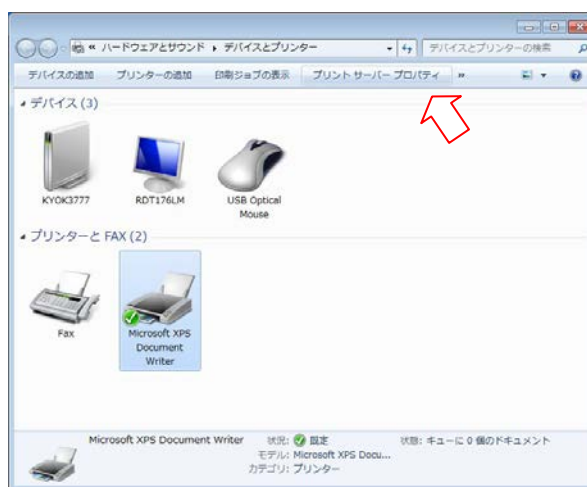 « ハードウェアとサウンド ▸ デバイスとプリンター デバイスとプリンターの検索
デバイスの追加 プリンターの追加 印刷ジョブの表示 プリント サーバー プロパティ »
デバイス (3)
KYOK3777 RDT176LM USB Optical
Mouse
プリンターと FAX (2)
Fax Microsoft XPS
Document
Writer
Microsoft XPS Document Writer 状況: 既定 状態: キューに 0 個のドキュメント
モデル: Microsoft XPS Docu...
カテゴリ: プリンター